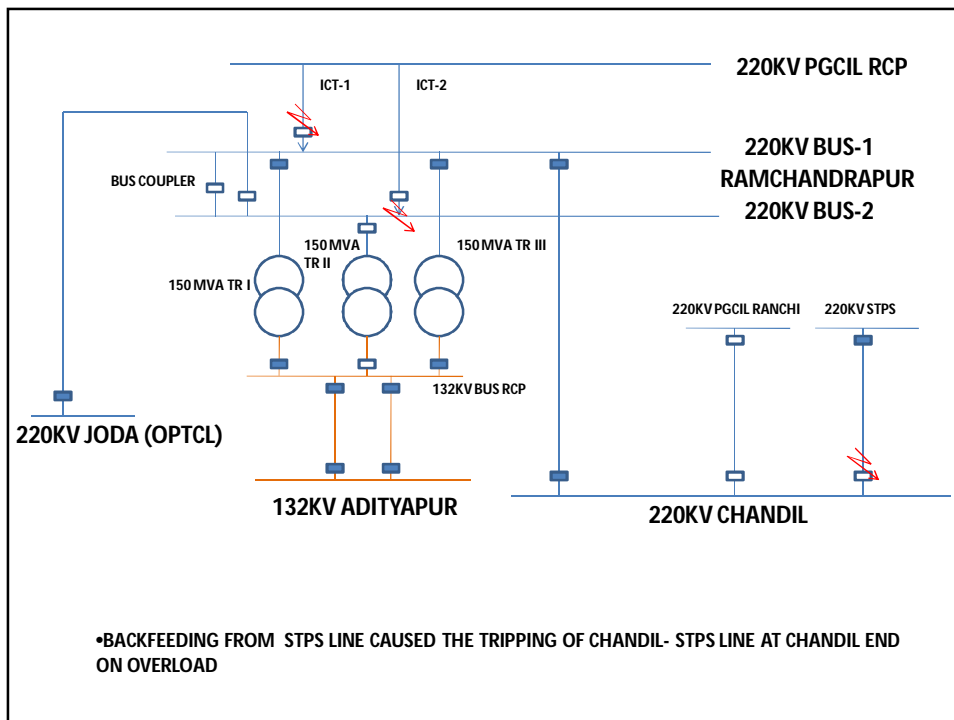 220KV PGCIL RCP
ICT-1
ICT-2
220KV BUS-1
BUS COUPLER
RAMCHANDRAPUR
220KV BUS-2
150 MVA
TR II
150 MVA TR III
150 MVA TR I
220KV PGCIL RANCHI
220KV STPS
132KV BUS RCP
220KV JODA (OPTCL)
132KV ADITYAPUR
220KV CHANDIL
•BACKFEEDING FROM STPS LINE CAUSED THE TRIPPING OF CHANDIL- STPS LINE AT CHANDIL END
ON OVERLOAD